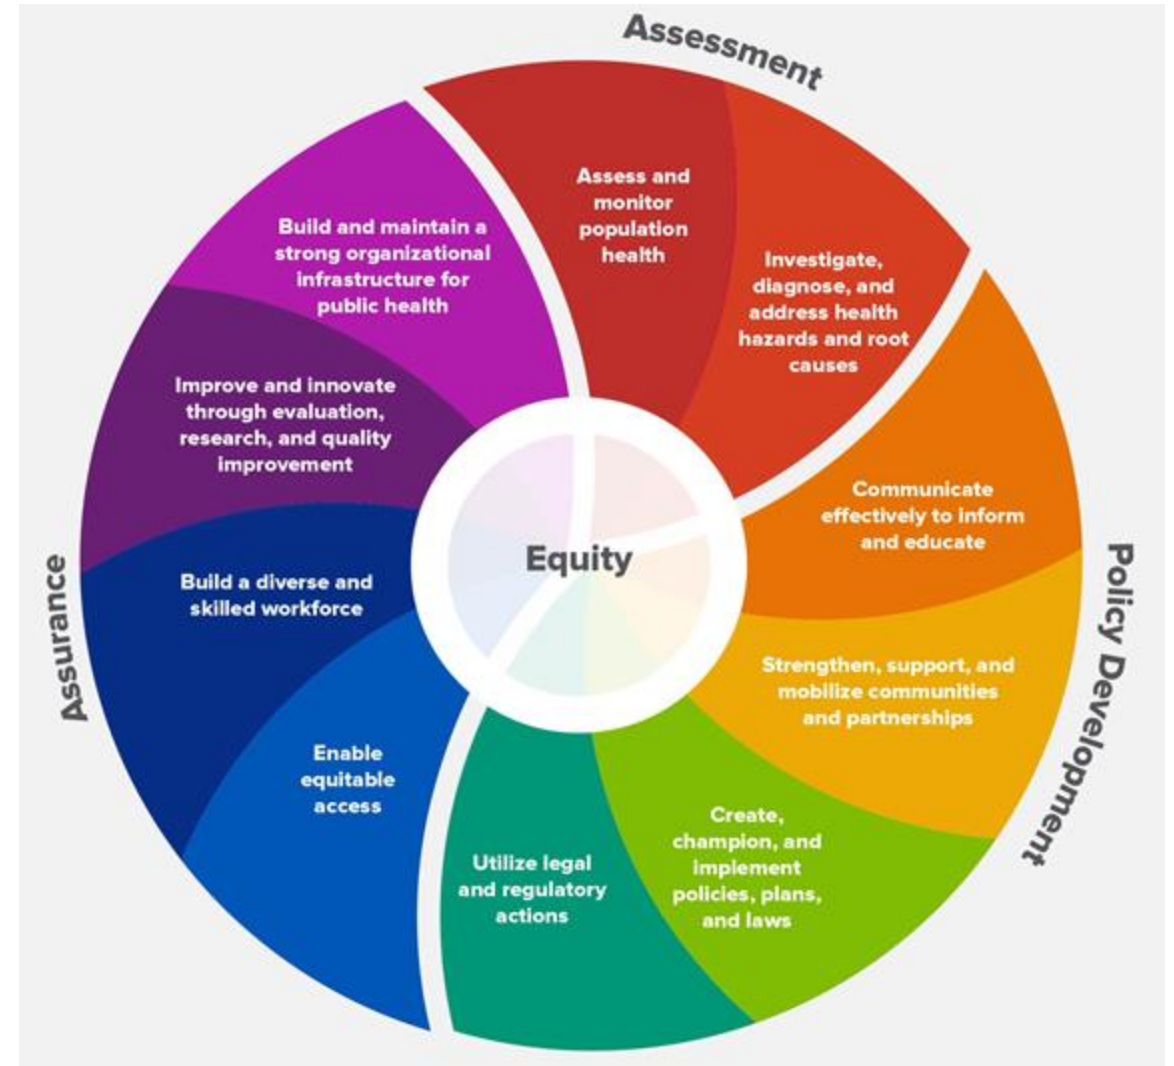 Assessment
Assess and
monitor
population
health
Investigate,
diagnose, and
address health
hazards and root
causes
Communicate
effectively to inform
and educate
Policy Development
Strengthen, support, and
mobilize communities
and partnerships
Create,
champion, and
implement
policies, plans,
and laws
Utilize legal
and regulatory
actions
Enable
equitable
access
Assurance
Build a diverse and
skilled workforce
Improve and innovate
through evaluation,
research, and quality
improvement
Build and maintain a
strong organizational
infrastructure for
public health
Equity